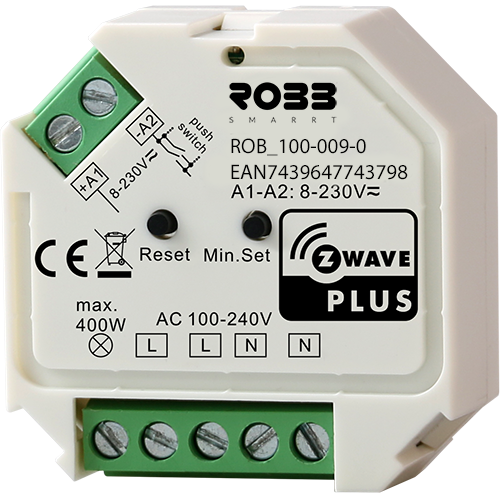 ROBB
SMARRT
ROB_100-009-0
EAN7439647743798
A1-A2: 8-230V≂
-A2
push
switch
+A1
8-230V≂
Reset
Min.Set
CE
Z WAVE
PLUS
max.
400W
AC 100-240V
L L N N